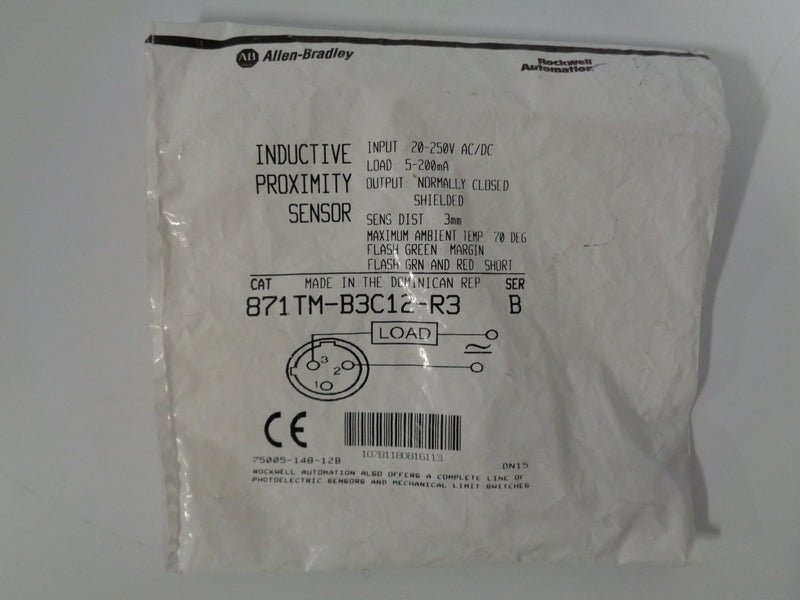 AB Allen-Bradley
Rockwell
Automation
INDUCTIVE
PROXIMITY
SENSOR
INPUT 20-250V AC/DC
LOAD 5-200mA
OUTPUT NORMALLY CLOSED
SHIELDED
SENS DIST 3mm
MAXIMUM AMBIENT TEMP 70 DEG
FLASH GREEN MARGIN
FLASH GRN AND RED SHORT
CAT MADE IN THE DOMINICAN REP SER
871TM-B3C12-R3 B
LOAD
3
2
1
CE
10781180816113
75005-148-12B
DN15
ROCKWELL AUTOMATION ALSO OFFERS A COMPLETE LINE OF
PHOTOELECTRIC SENSORS AND MECHANICAL LIMIT SWITCHES